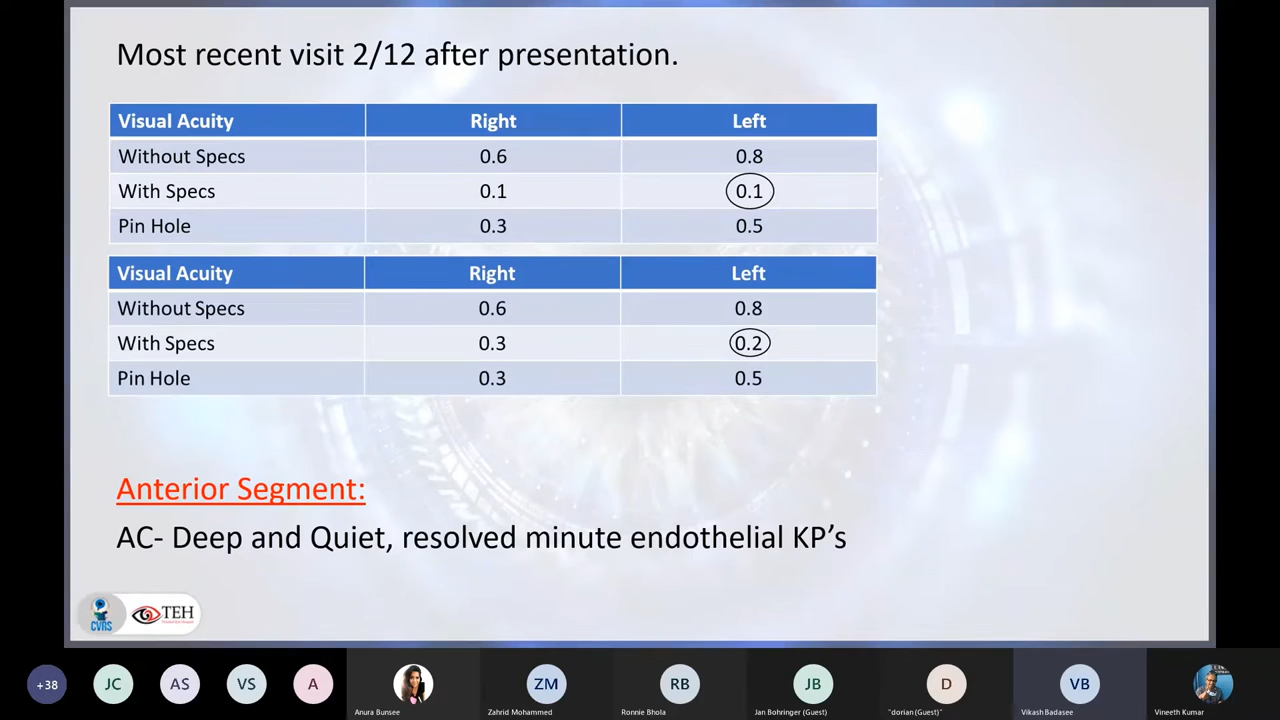 Most recent visit 2/12 after presentation.
Visual Acuity Right Left
Without Specs 0.6 0.8
With Specs 0.1 0.1
Pin Hole 0.3 0.5
Visual Acuity Right Left
Without Specs 0.6 0.8
With Specs 0.3 0.2
Pin Hole 0.3 0.5
Anterior Segment:
AC- Deep and Quiet, resolved minute endothelial KP's
CVRS TEH
+38 JC AS VS A ZM RB JB D VB
Anura Bunsee Zahrid Mohammed Ronnie Bhola Jan Bohringer (Guest) "dorian (Guest)" Vikash Badasee Vineeth Kumar